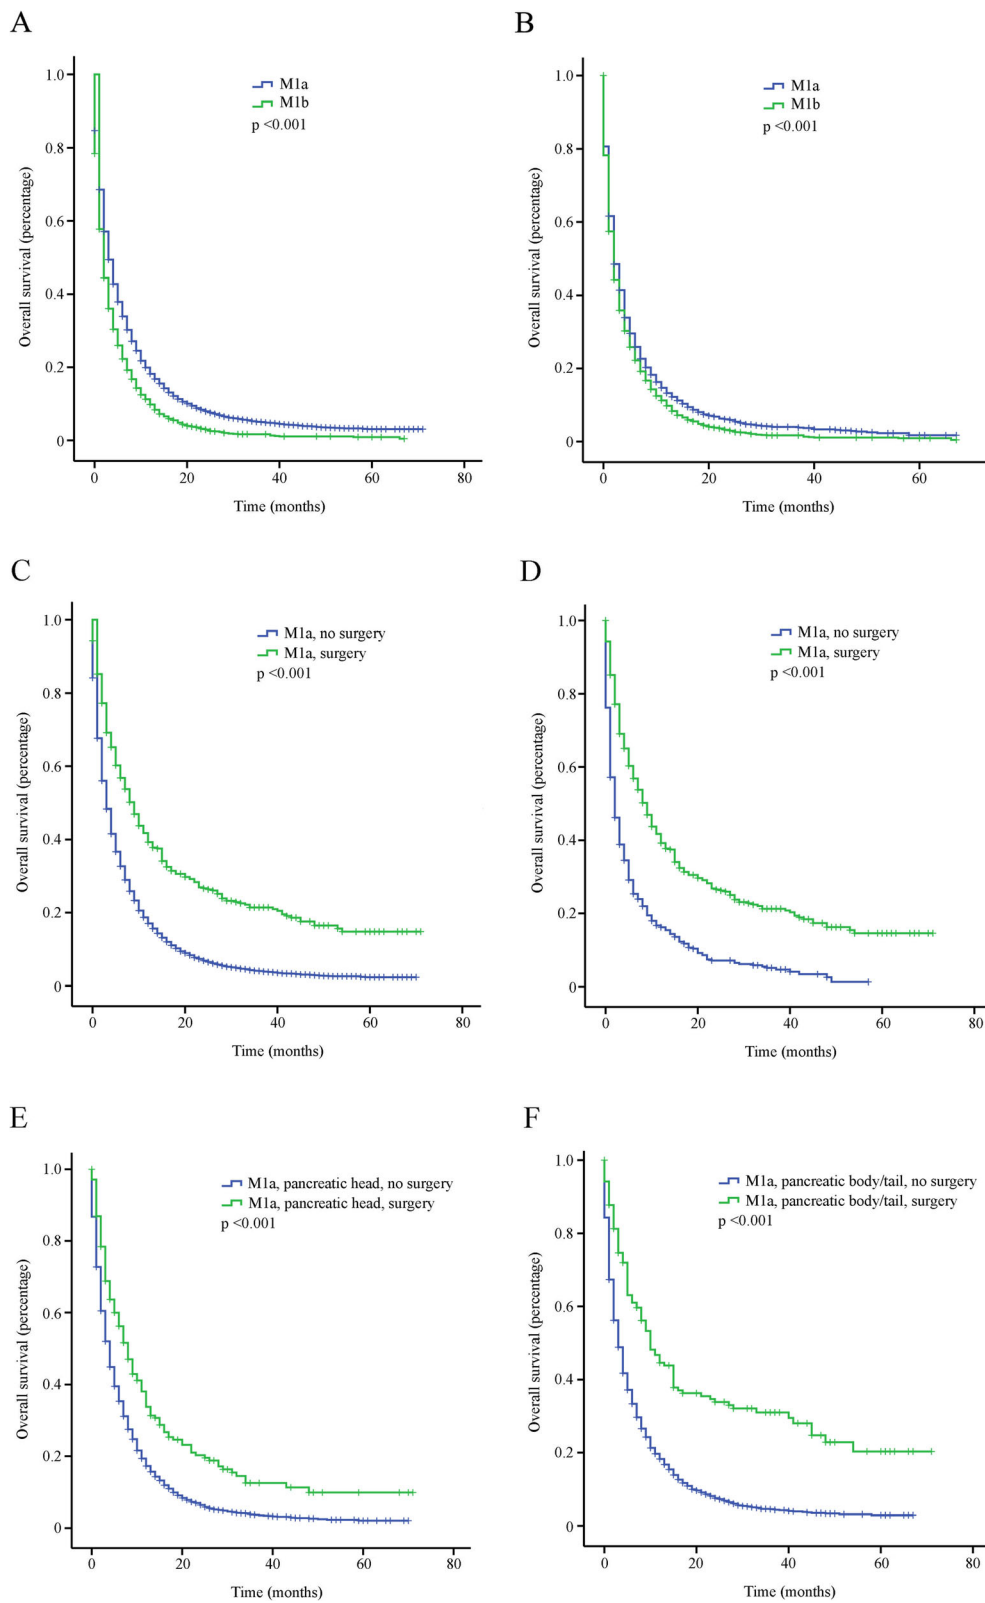 A
Overall survival (percentage)
1.0
0.8
0.6
0.4
0.2
0
M1a
M1b
p <0.001
0 20 40 60 80
Time (months)
B
Overall survival (percentage)
1.0
0.8
0.6
0.4
0.2
0
M1a
M1b
p <0.001
0 20 40 60
Time (months)
C
Overall survival (percentage)
1.0
0.8
0.6
0.4
0.2
0
M1a, no surgery
M1a, surgery
p <0.001
0 20 40 60 80
Time (months)
D
Overall survival (percentage)
1.0
0.8
0.6
0.4
0.2
0
M1a, no surgery
M1a, surgery
p <0.001
0 20 40 60 80
Time (months)
E
Overall survival (percentage)
1.0
0.8
0.6
0.4
0.2
0
M1a, pancreatic head, no surgery
M1a, pancreatic head, surgery
p <0.001
0 20 40 60 80
Time (months)
F
Overall survival (percentage)
1.0
0.8
0.6
0.4
0.2
0
M1a, pancreatic body/tail, no surgery
M1a, pancreatic body/tail, surgery
p <0.001
0 20 40 60 80
Time (months)